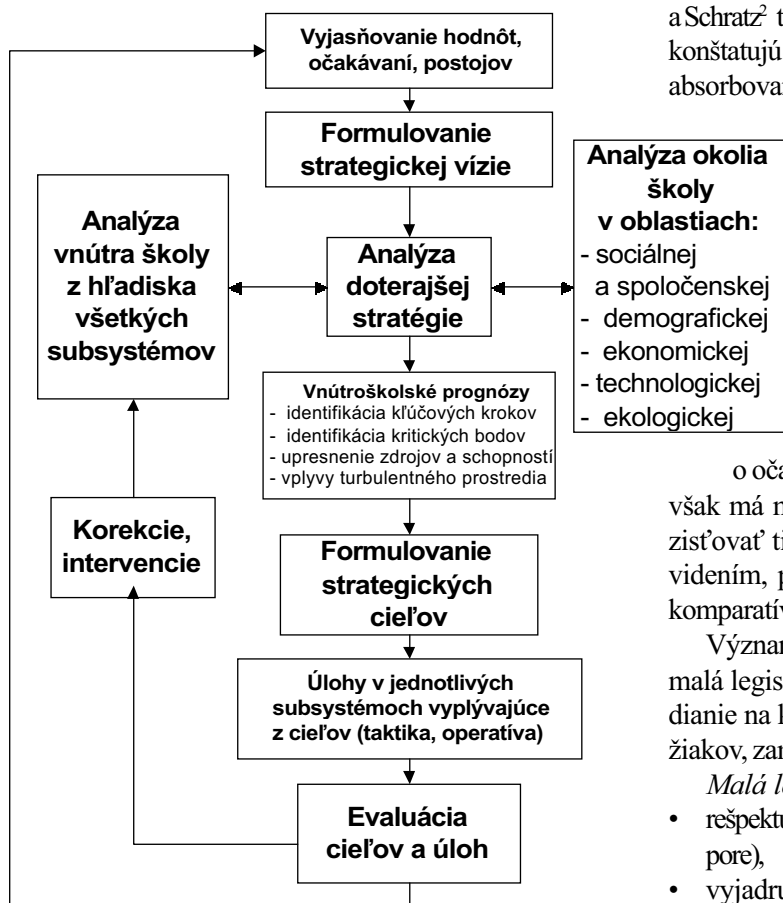 Vyjasňovanie hodnôt,
očakávaní, postojov
Formulovanie
strategickej vízie
Analýza
vnútra školy
z hľadiska
všetkých
subsystémov
Analýza
doterajšej
stratégie
Analýza okolia
školy
v oblastiach:
- sociálnej
a spoločenskej
- demografickej
- ekonomickej
- technologickej
- ekologickej
Vnútroškolské prognózy
- identifikácia kľúčových krokov
- identifikácia kritických bodov
- upresnenie zdrojov a schopností
- vplyvy turbulentného prostredia
Korekcie,
intervencie
Formulovanie
strategických
cieľov
Úlohy v jednotlivých
subsystémoch vyplývajúce
z cieľov (taktika, operatíva)
Evaluácia
cieľov a úloh
a Schratz² t
konštatujú
absorbova
o oča
však má
zisťovať
videním,
komparatív
Význa
malá legis
dianie na
žiakov, za
Malá
• rešpektu
pore),
• vyjadru